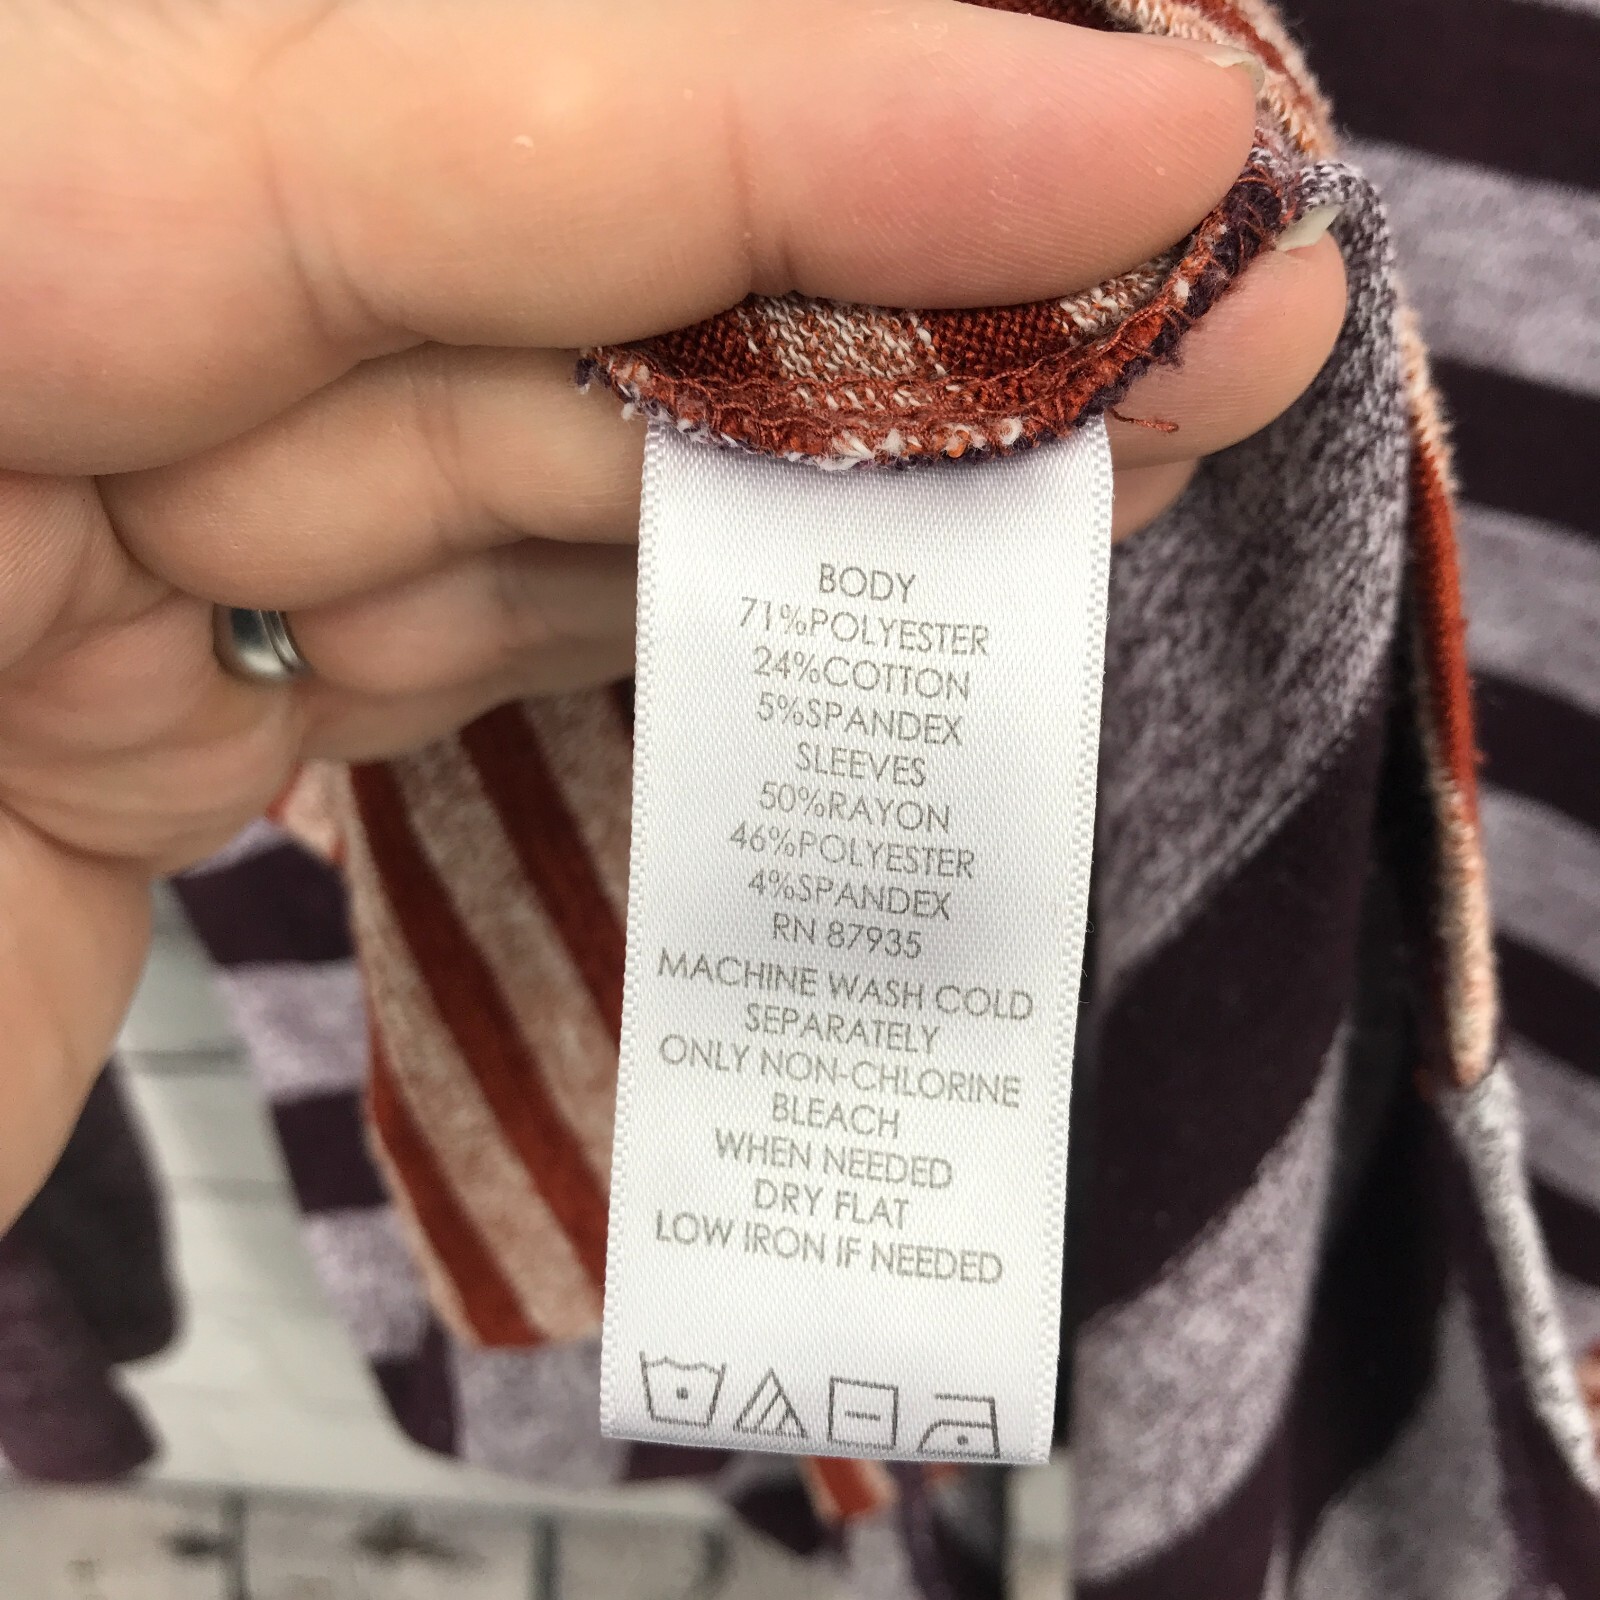 BODY
71%POLYESTER
24%COTTON
5%SPANDEX
SLEEVES
50%RAYON
46%POLYESTER
4%SPANDEX
RN 87935
MACHINE WASH COLD
SEPARATELY
ONLY NON-CHLORINE
BLEACH
WHEN NEEDED
DRY FLAT
LOW IRON IF NEEDED